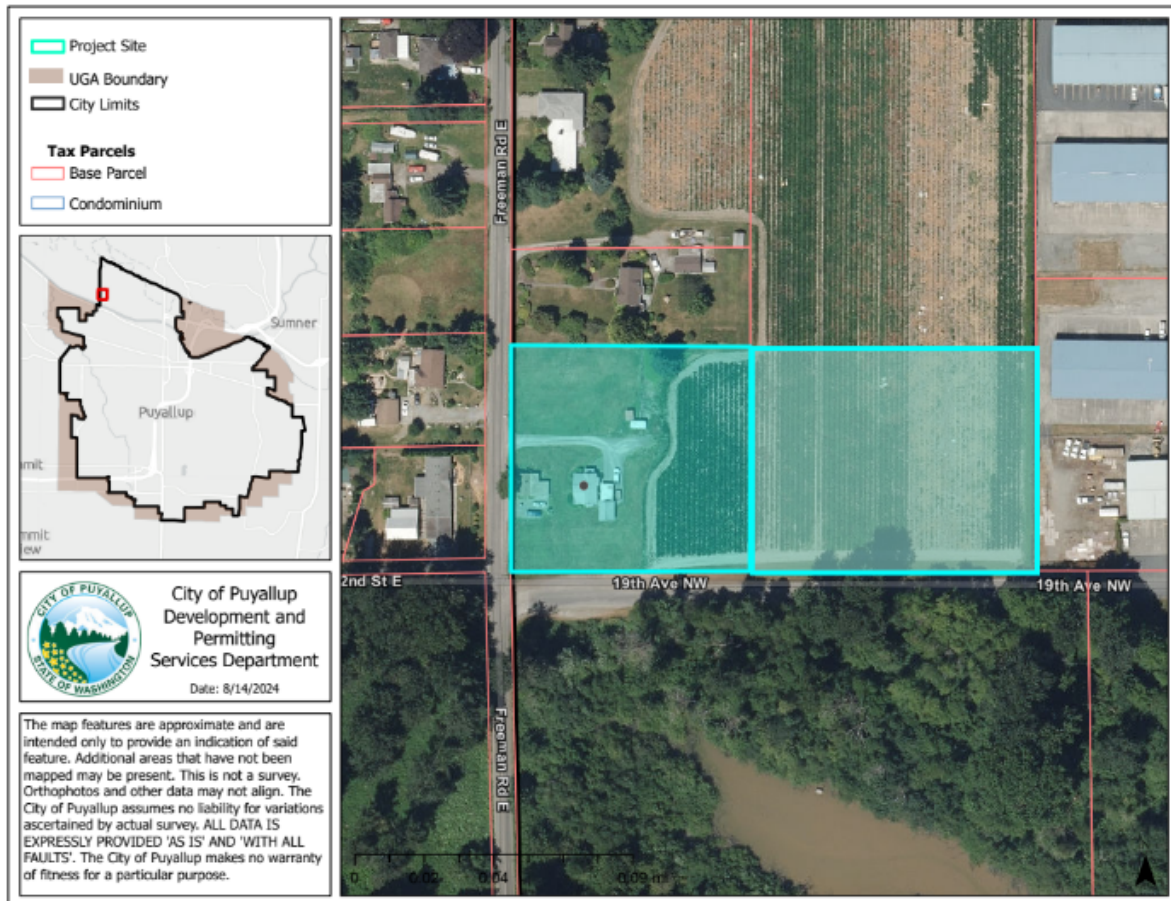 Project Site
UGA Boundary
City Limits
Tax Parcels
Base Parcel
Condominium
Sumner
Puyallup
mit
mmit
ew
CITY OF PUYALLUP
STATE OF WASHINGTON
City of Puyallup
Development and
Permitting
Services Department
Date: 8/14/2024
The map features are approximate and are
intended only to provide an indication of said
feature. Additional areas that have not been
mapped may be present. This is not a survey.
Orthophotos and other data may not align. The
City of Puyallup assumes no liability for variations
ascertained by actual survey. ALL DATA IS
EXPRESSLY PROVIDED 'AS IS' AND 'WITH ALL
FAULTS'. The City of Puyallup makes no warranty
of fitness for a particular purpose.
Freeman Rd E
2nd St E
19th Ave NW
19th Ave NW
Freeman Rd E
0
0.02
0.04
0.09 m